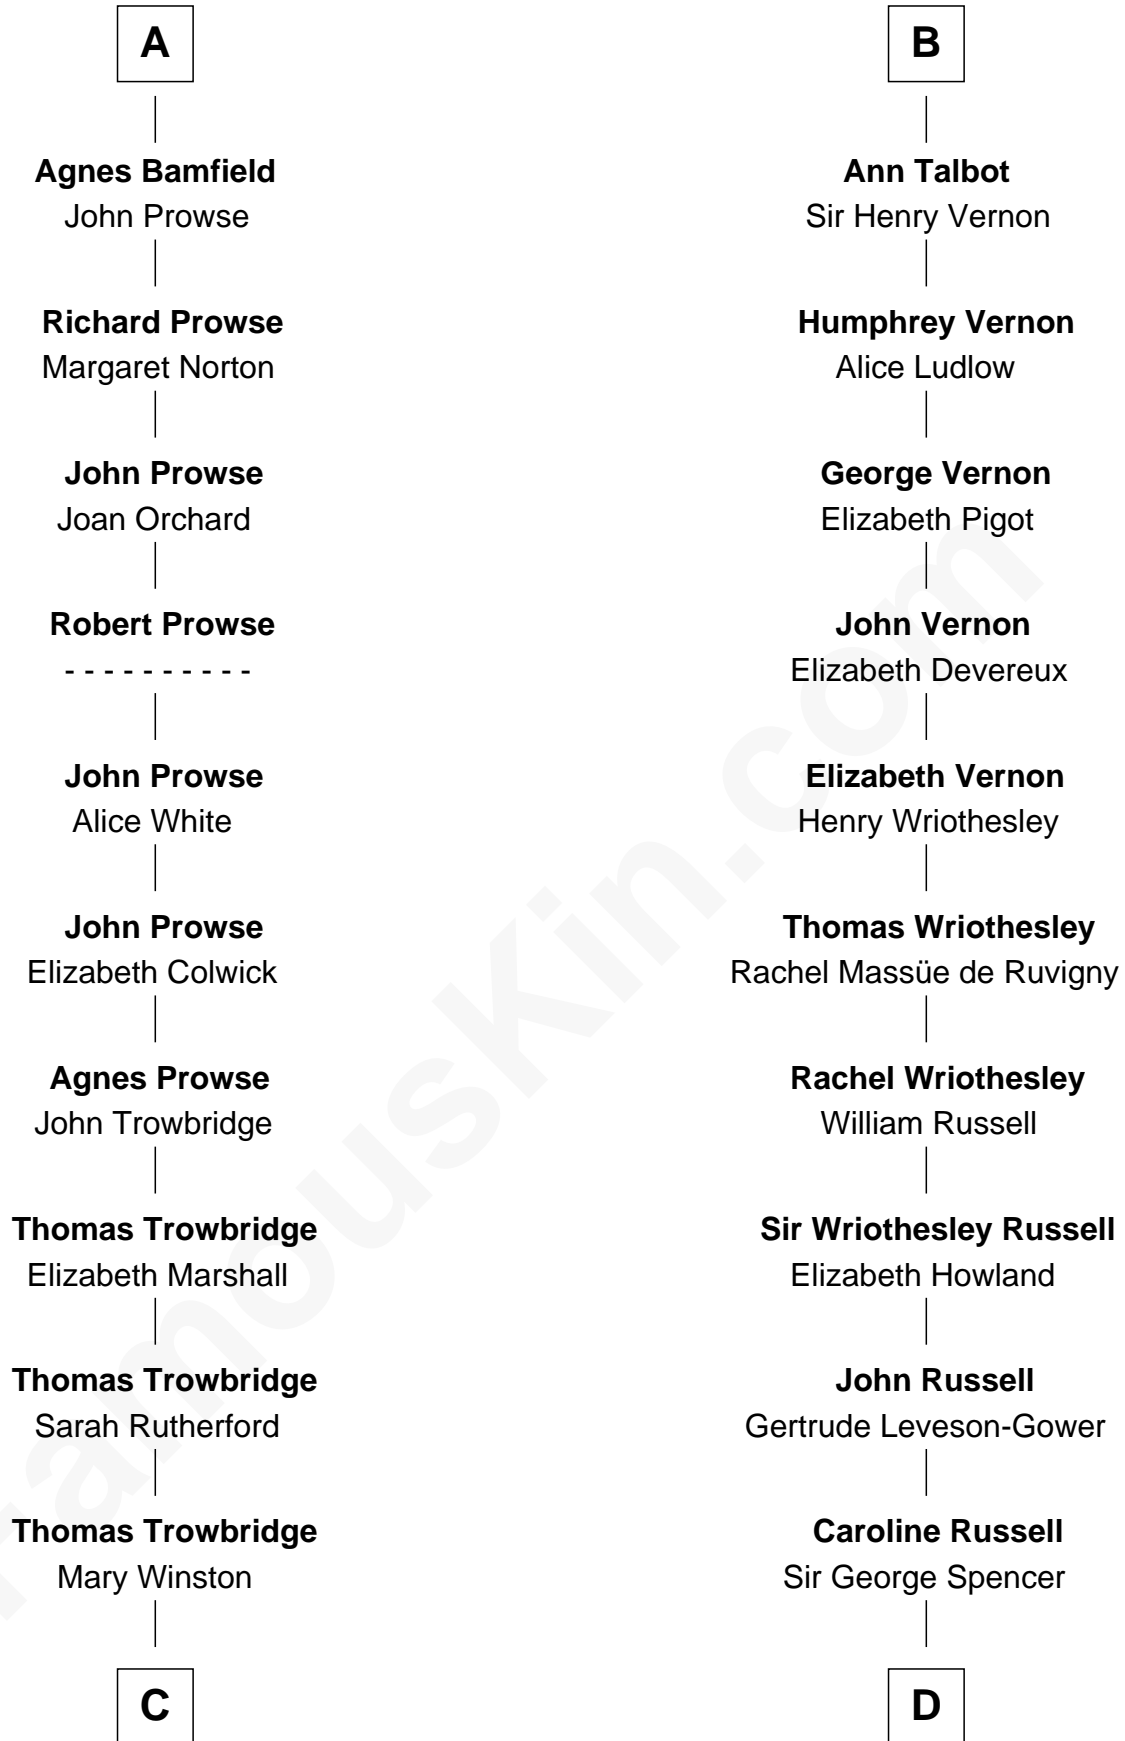 A
Agnes Bamfield
John Prowse
Richard Prowse
Margaret Norton
John Prowse
Joan Orchard
Robert Prowse
- - - - - - - - - -
John Prowse
Alice White
John Prowse
Elizabeth Colwick
Agnes Prowse
John Trowbridge
Thomas Trowbridge
Elizabeth Marshall
Thomas Trowbridge
Sarah Rutherford
Thomas Trowbridge
Mary Winston
C
B
Ann Talbot
Sir Henry Vernon
Humphrey Vernon
Alice Ludlow
George Vernon
Elizabeth Pigot
John Vernon
Elizabeth Devereux
Elizabeth Vernon
Henry Wriothesley
Thomas Wriothesley
Rachel Massüe de Ruvigny
Rachel Wriothesley
William Russell
Sir Wriothesley Russell
Elizabeth Howland
John Russell
Gertrude Leveson-Gower
Caroline Russell
Sir George Spencer
D
FamousKin.com